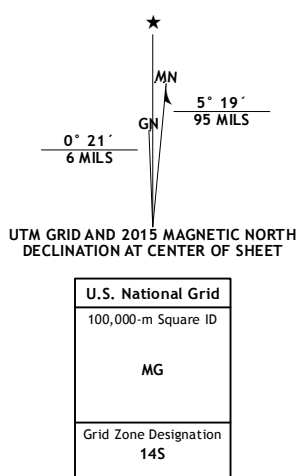 ★
MN
5° 19´
95 MILS
GN
0° 21´
6 MILS
UTM GRID AND 2015 MAGNETIC NORTH
DECLINATION AT CENTER OF SHEET
U.S. National Grid
100,000-m Square ID
MG
Grid Zone Designation
14S